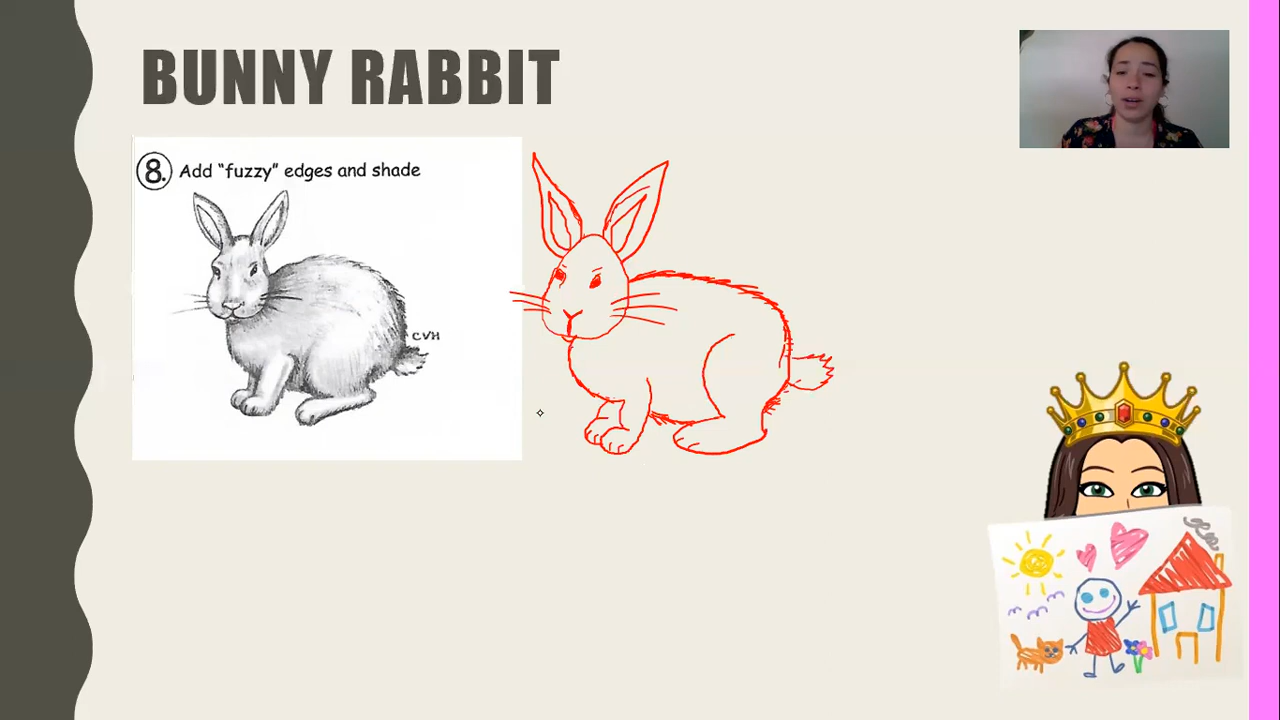 BUNNY RABBIT
8. Add “fuzzy” edges and shade
CVH